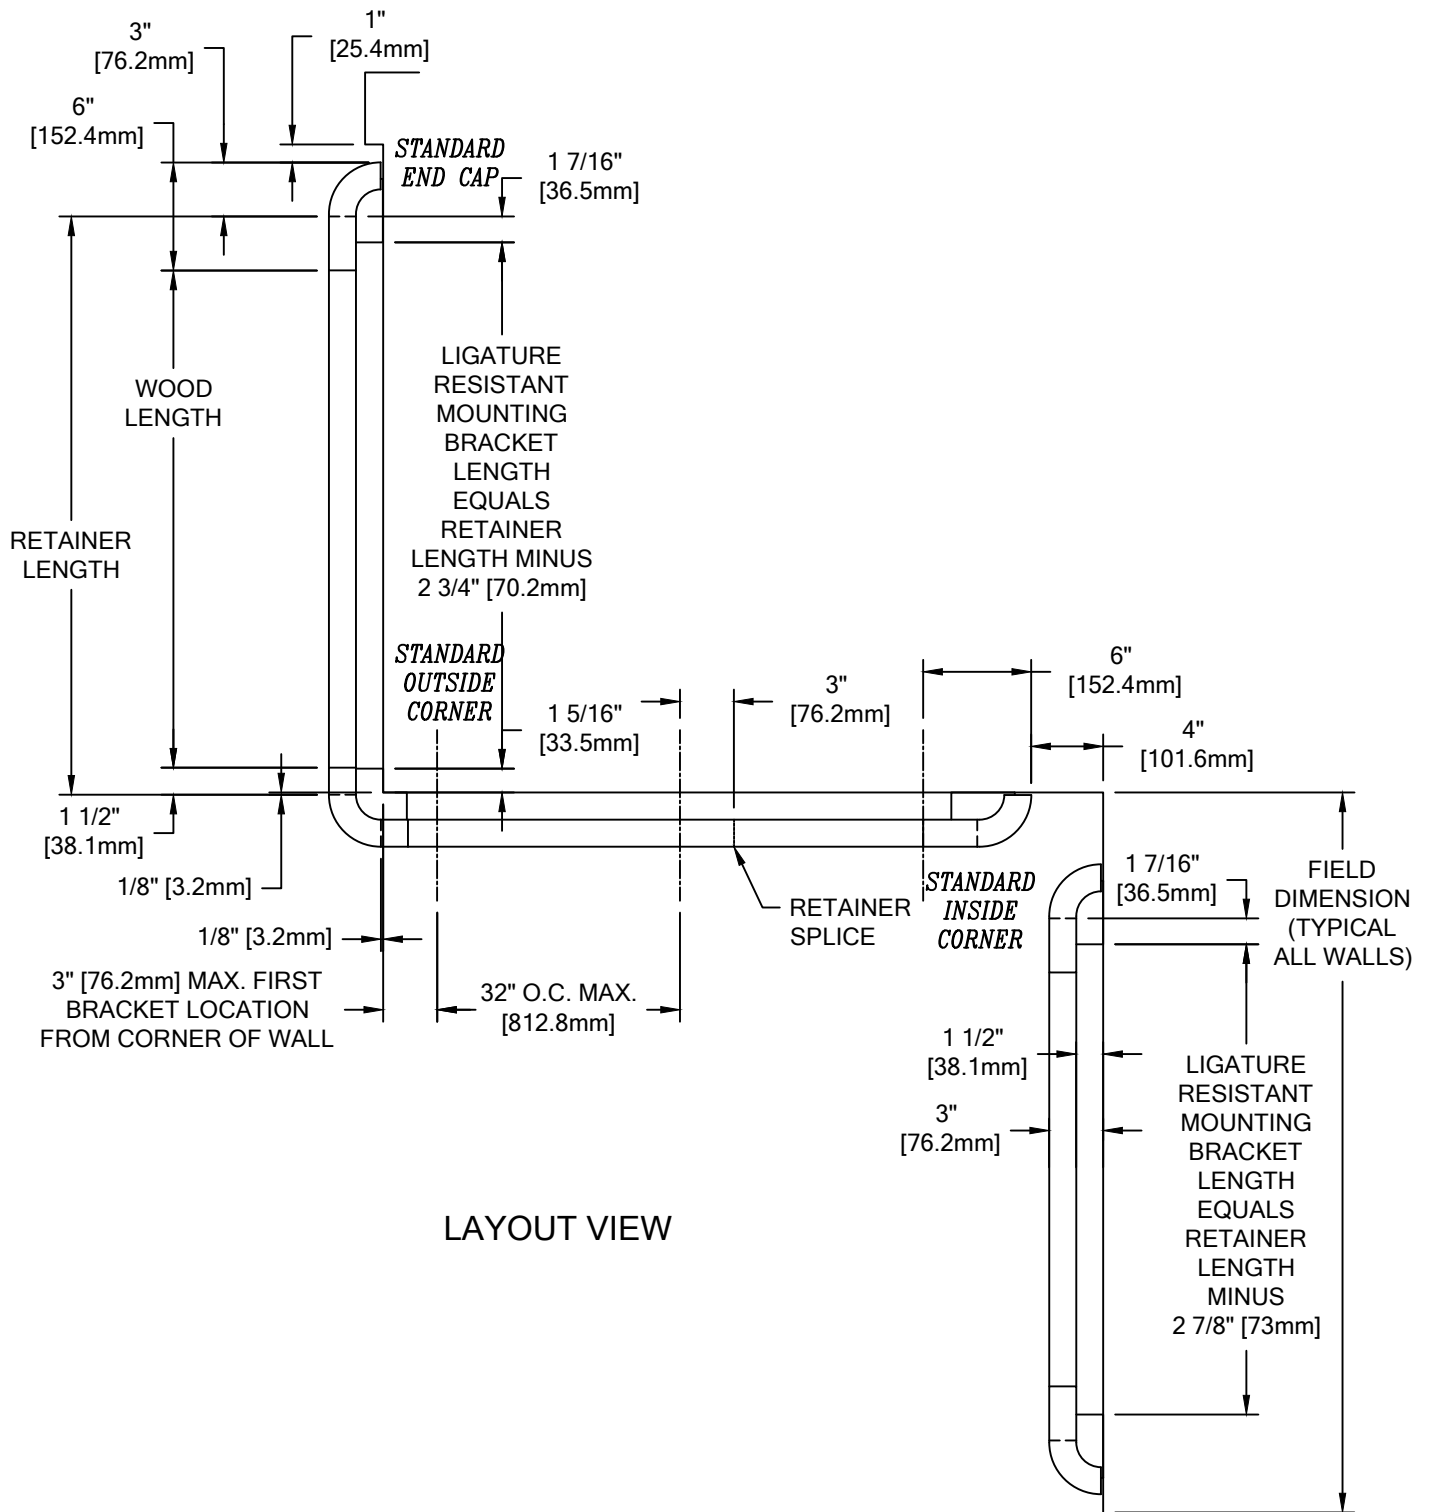 1"
[25.4mm]
3"
[76.2mm]
6"
[152.4mm]
STANDARD
END CAP
1 7/16"
[36.5mm]
WOOD
LENGTH
RETAINER
LENGTH
LIGATURE
RESISTANT
MOUNTING
BRACKET
LENGTH
EQUALS
RETAINER
LENGTH MINUS
2 3/4" [70.2mm]
STANDARD
OUTSIDE
CORNER
1 5/16"
[33.5mm]
3"
[76.2mm]
6"
[152.4mm]
4"
[101.6mm]
1 1/2"
[38.1mm]
1/8" [3.2mm]
1/8" [3.2mm]
3" [76.2mm] MAX. FIRST
BRACKET LOCATION
FROM CORNER OF WALL
32" O.C. MAX.
[812.8mm]
RETAINER
SPLICE
STANDARD
INSIDE
CORNER
1 7/16"
[36.5mm]
FIELD
DIMENSION
(TYPICAL
ALL WALLS)
1 1/2"
[38.1mm]
3"
[76.2mm]
LIGATURE
RESISTANT
MOUNTING
BRACKET
LENGTH
EQUALS
RETAINER
LENGTH
MINUS
2 7/8" [73mm]
LAYOUT VIEW